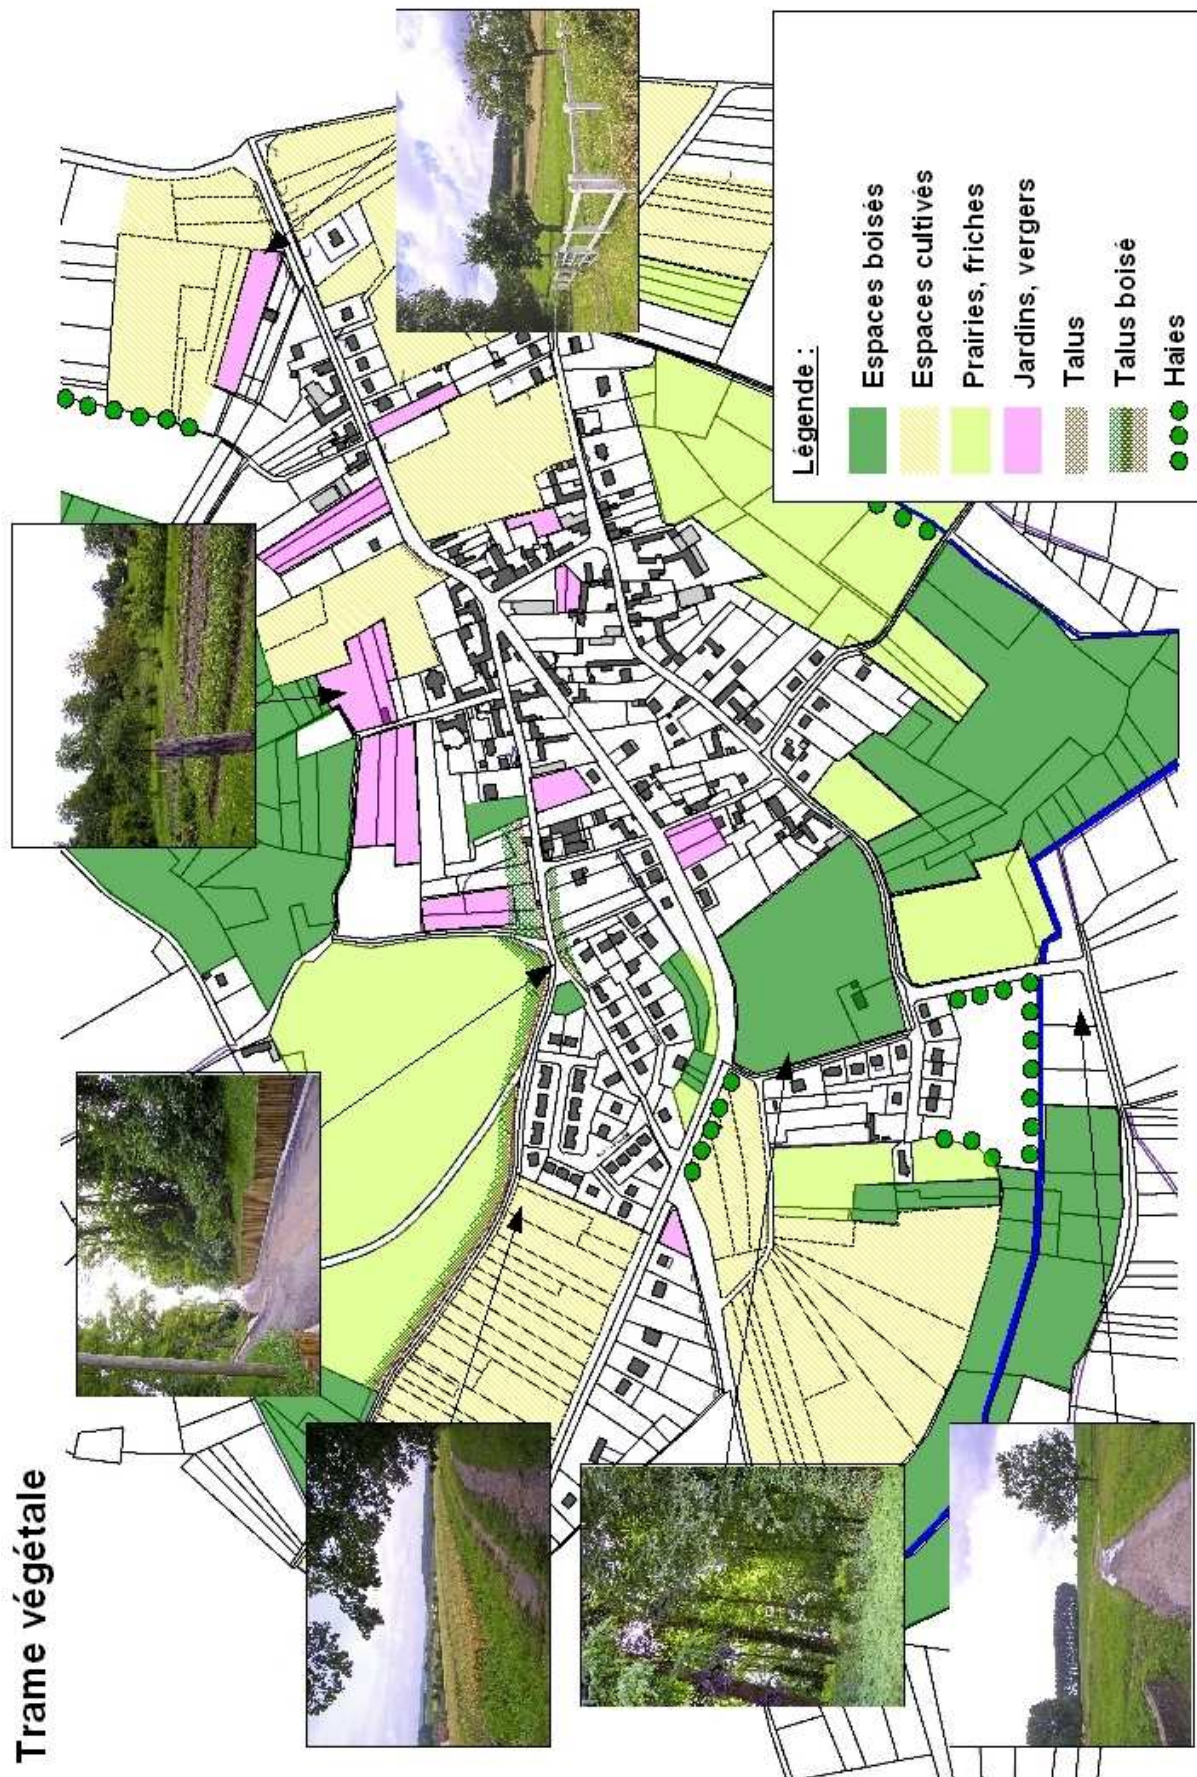 Trame végétale
Légende :
Espaces boisés
Espaces cultivés
Prairies, friches
Jardins, vergers
Talus
Talus boisé
Haies